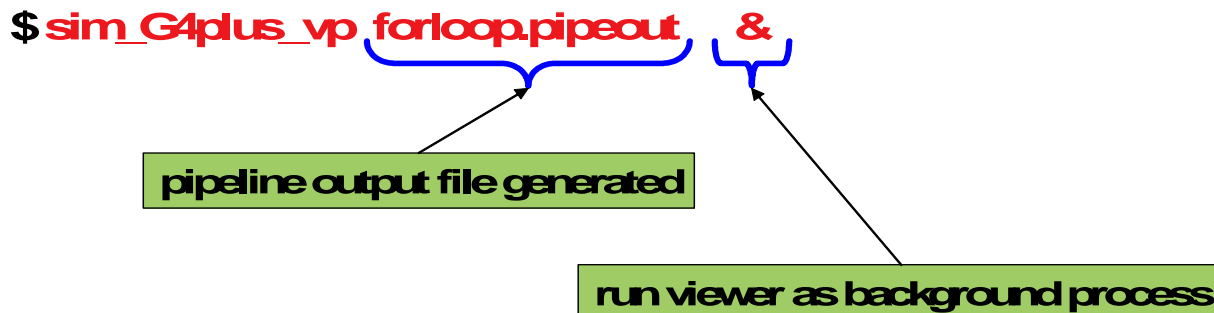 $ sim_G4plus_vp forloop.pipeout &
pipeline output file generated
run viewer as background process